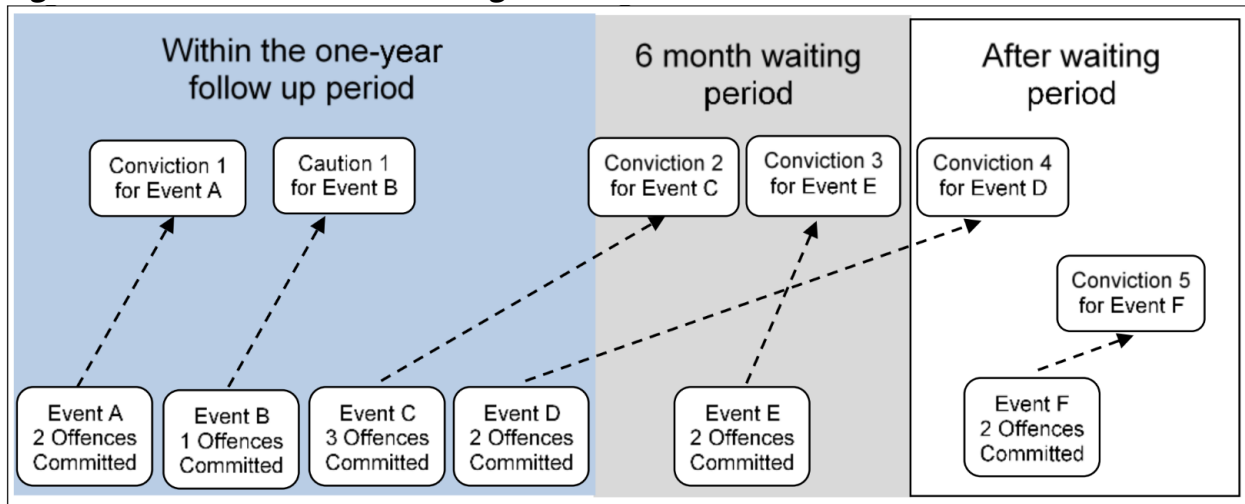 Within the one-year
follow up period
6 month waiting
period
After waiting
period
Conviction 1
for Event A
Caution 1
for Event B
Conviction 2
for Event C
Conviction 3
for Event E
Conviction 4
for Event D
Conviction 5
for Event F
Event A
2 Offences
Committed
Event B
1 Offences
Committed
Event C
3 Offences
Committed
Event D
2 Offences
Committed
Event E
2 Offences
Committed
Event F
2 Offences
Committed